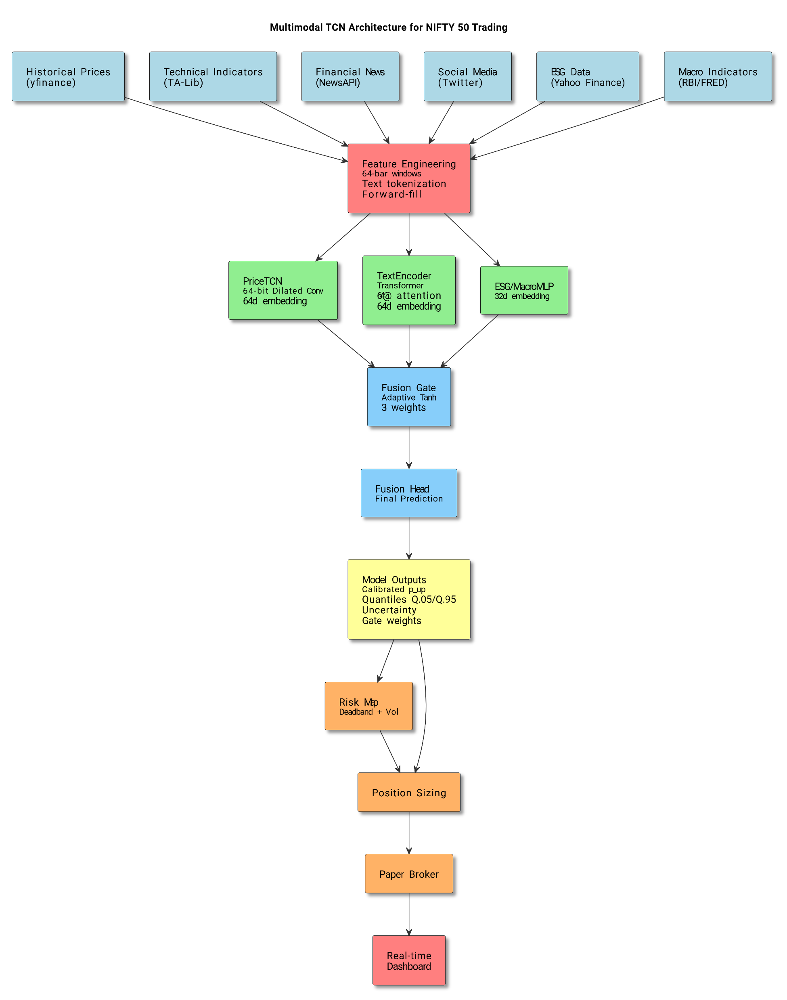 Multimodal TCN Architecture for NIFTY 50 Trading
Historical Prices
(yfinance)
Technical Indicators
(TA-Lib)
Financial News
(NewsAPI)
Social Media
(Twitter)
ESG Data
(Yahoo Finance)
Macro Indicators
(RBI/FRED)
Feature Engineering
64-bar windows
Text tokenization
Forward-fill
PriceTCN
64-bit Dilated Conv
64d embedding
TextEncoder
Transformer
attention
64d embedding
ESG/MacroMLP
32d embedding
Fusion Gate
Adaptive Tanh
3 weights
Fusion Head
Final Prediction
Model Outputs
Calibrated p_up
Quantiles Q.05/Q.95
Uncertainty
Gate weights
Risk Map
Deadband + Vol
Position Sizing
Paper Broker
Real-time
Dashboard